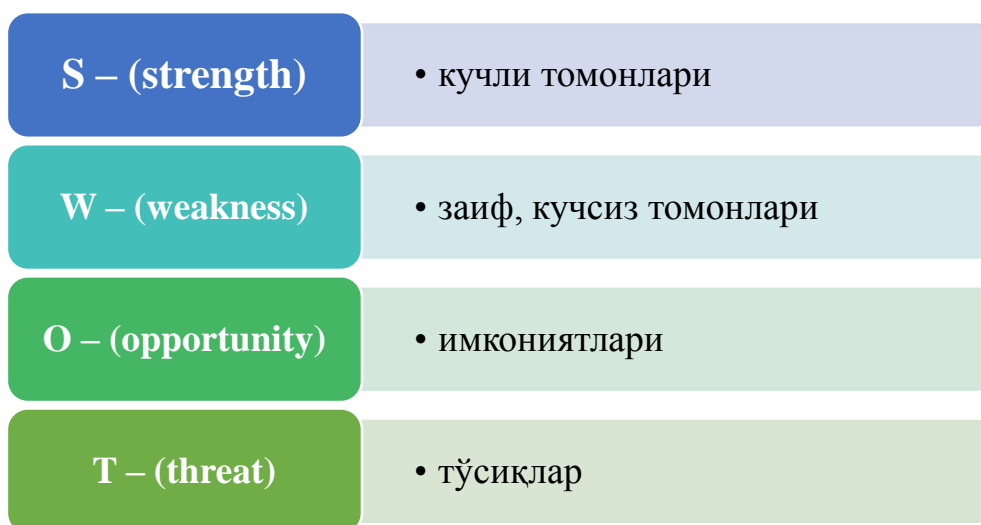 S – (strength)
• кучли томонлари
W – (weakness)
• заиф, кучсиз томонлари
O – (opportunity)
• имкониятлари
T – (threat)
• тўсиқлар